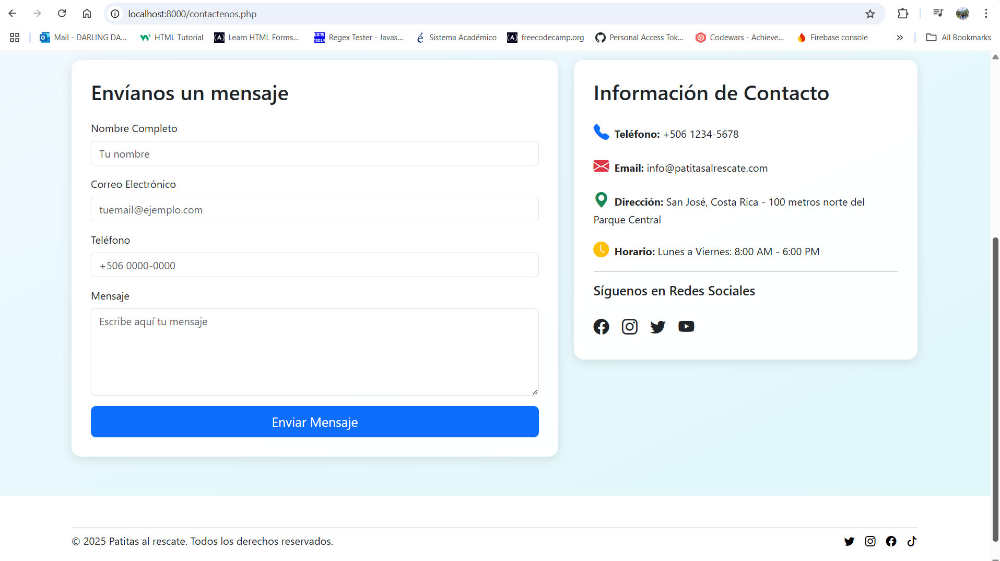 localhost:8000/contactenos.php
Mail - DARLING DA... HTML Tutorial Learn HTML Forms... DANS TOOLS Regex Tester - Javas... Sistema Académico freecodecamp.org Personal Access Tok... Codewars - Achieve... Firebase console All Bookmarks
Envíanos un mensaje
Nombre Completo
Tu nombre
Correo Electrónico
tuemail@ejemplo.com
Teléfono
+506 0000-0000
Mensaje
Escribe aquí tu mensaje
Enviar Mensaje
Información de Contacto
Teléfono: +506 1234-5678
Email: info@patitasalrescate.com
Dirección: San José, Costa Rica - 100 metros norte del
Parque Central
Horario: Lunes a Viernes: 8:00 AM - 6:00 PM
Síguenos en Redes Sociales
© 2025 Patitas al rescate. Todos los derechos reservados.